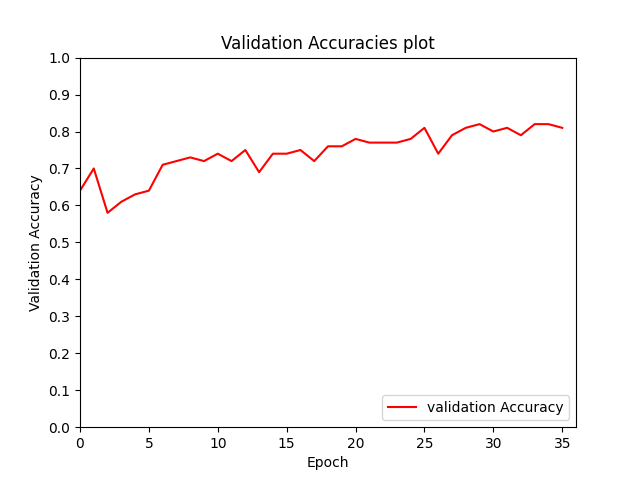 Validation Accuracies plot
1.0
0.9
0.8
0.7
0.6
0.5
0.4
0.3
0.2
0.1
0.0
Validation Accuracy
validation Accuracy
0 5 10 15 20 25 30 35
Epoch